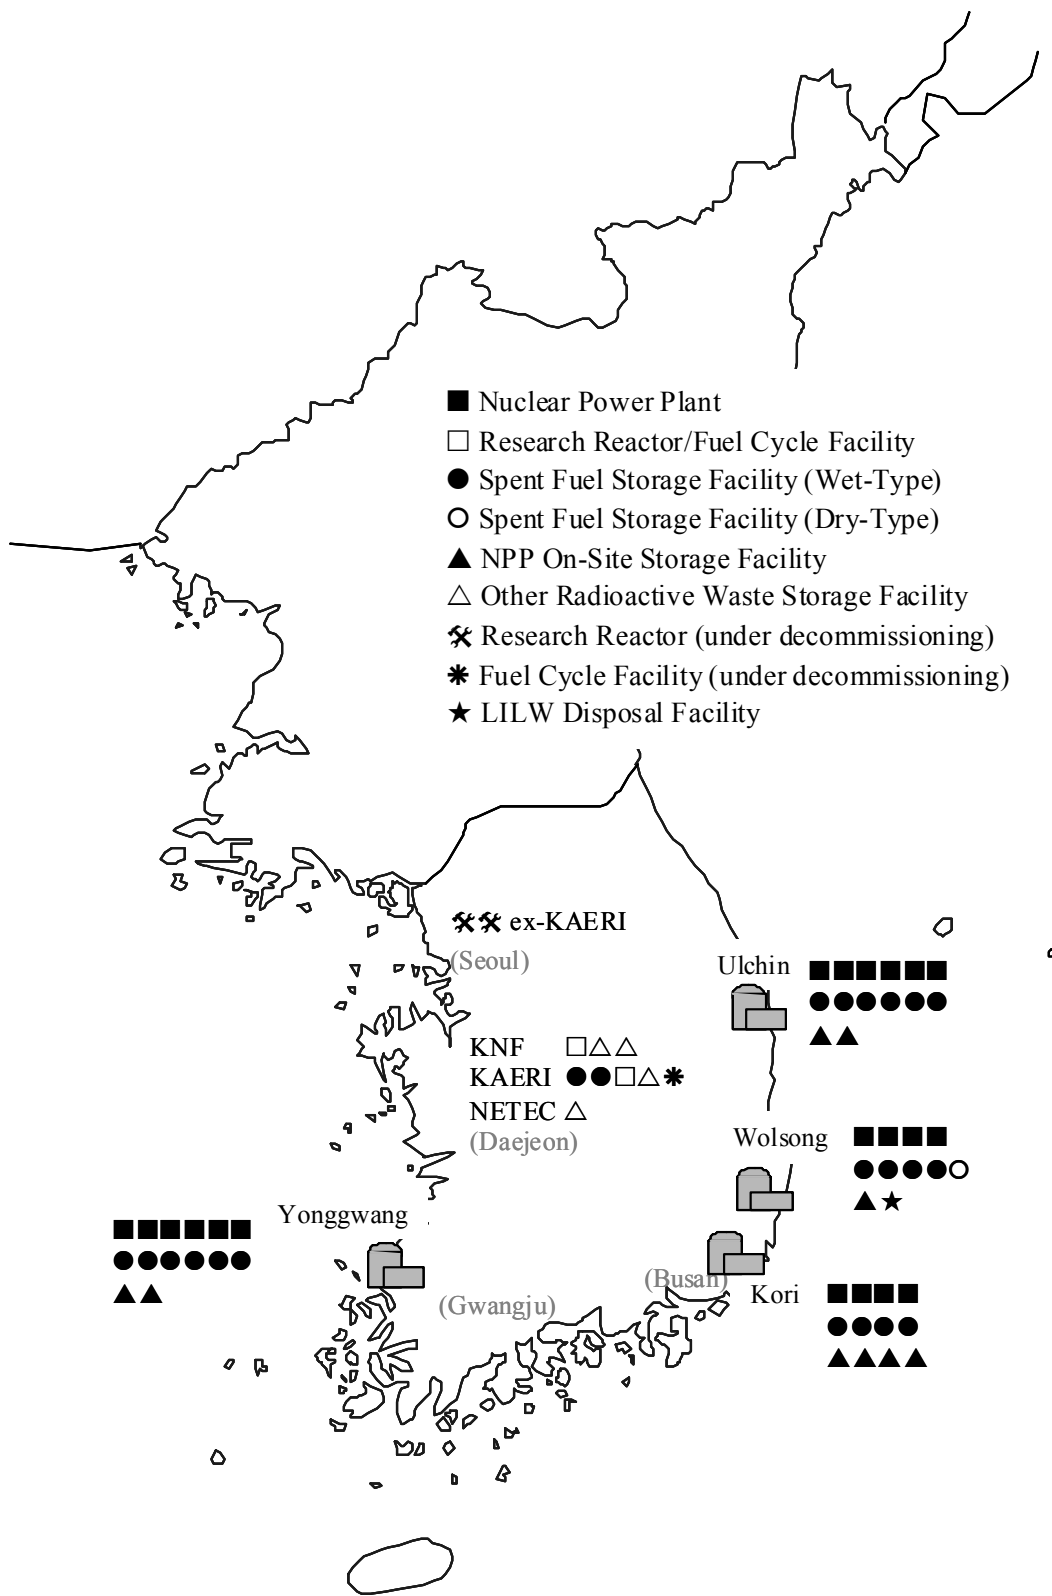 Nuclear Power Plant
Research Reactor/Fuel Cycle Facility
Spent Fuel Storage Facility (Wet-Type)
Spent Fuel Storage Facility (Dry-Type)
NPP On-Site Storage Facility
Other Radioactive Waste Storage Facility
Research Reactor (under decommissioning)
Fuel Cycle Facility (under decommissioning)
LILW Disposal Facility
ex-KAERI
(Seoul)
Ulchin
KNF
KAERI
NETEC
(Daejeon)
Wolsong
Yonggwang
(Busan)
Kori
(Gwangju)